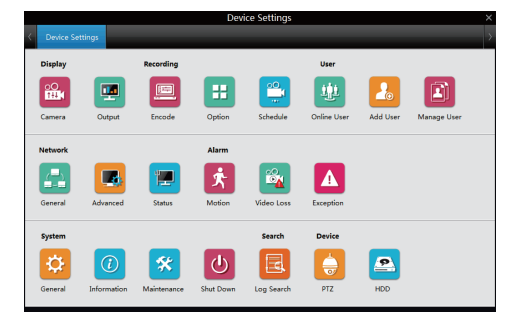 Device Settings
Device Settings
Display Recording User
Camera Output Encode Option Schedule Online User Add User Manage User
Network Alarm
General Advanced Status Motion Video Loss Exception
System Search Device
General Information Maintenance Shut Down Log Search PTZ HDD